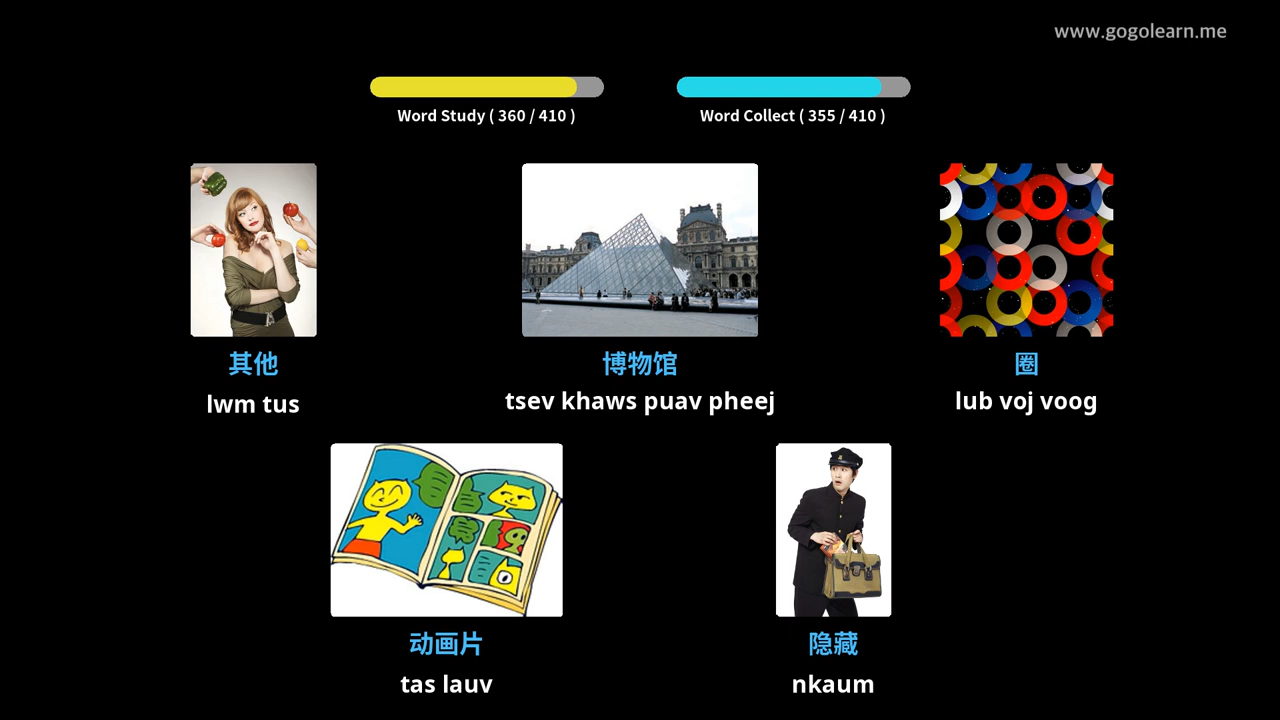 www.gogolearn.me
Word Study ( 360 / 410 )
Word Collect ( 355 / 410 )
其他
lwm tus
博物馆
tsev khaws puav pheej
圈
lub voj voog
动画片
tas lauv
隐藏
nkaum